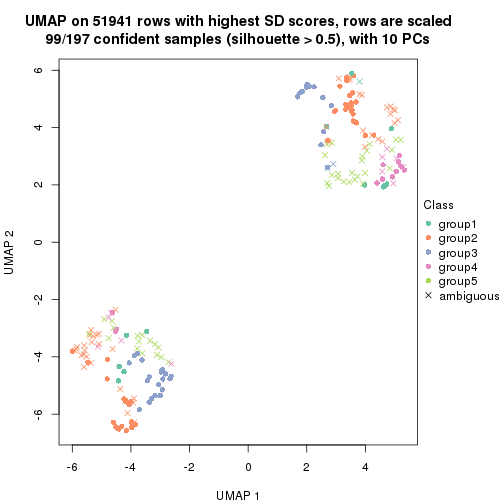 UMAP on 51941 rows with highest SD scores, rows are scaled
99/197 confident samples (silhouette > 0.5), with 10 PCs
6
4
2
0
-2
-4
-6
UMAP 2
-6
-4
-2
0
2
4
UMAP 1
Class
group1
group2
group3
group4
group5
ambiguous